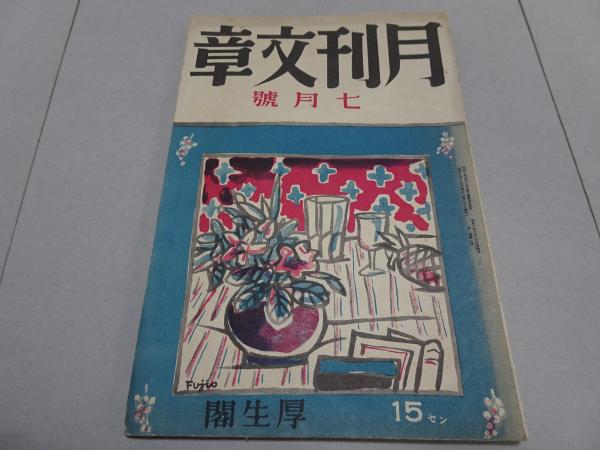 月刊文章
七月號
Fujio
厚生閣
15セン